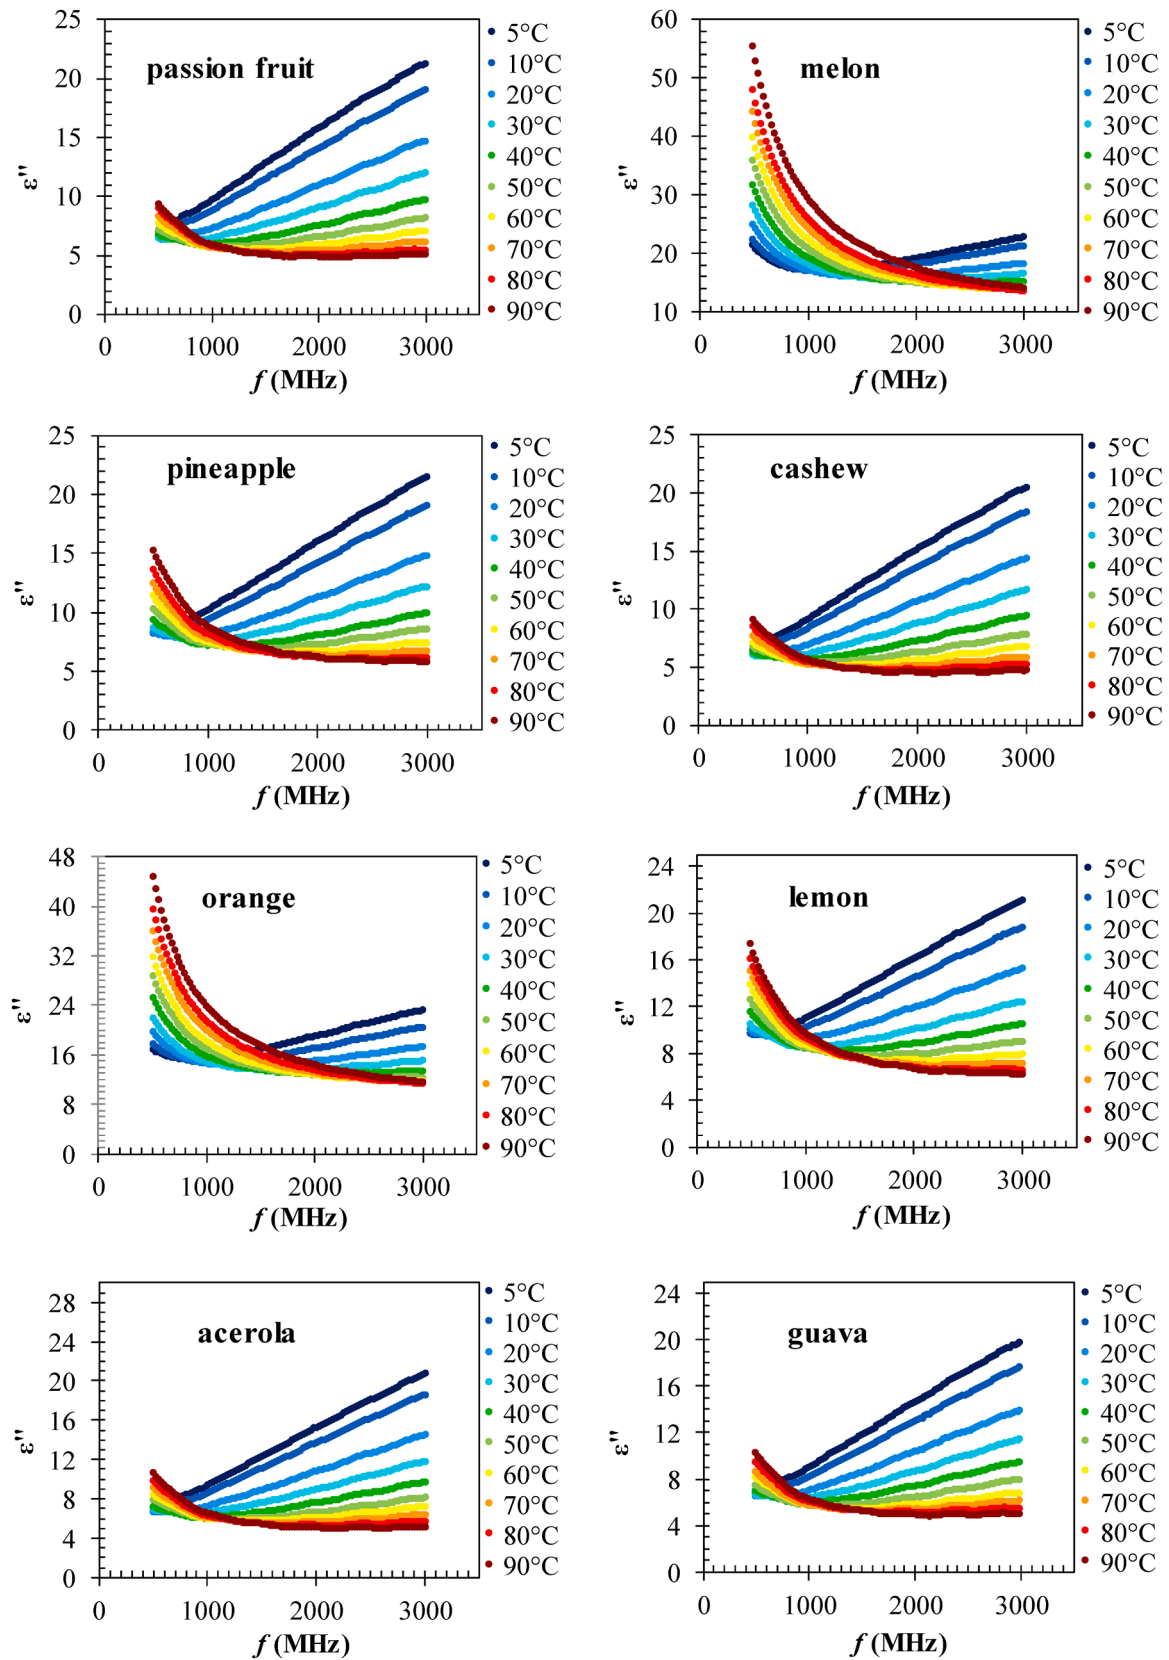 passion fruit
ε"
25
20
15
10
5
0
0 1000 2000 3000
f (MHz)
5°C
10°C
20°C
30°C
40°C
50°C
60°C
70°C
80°C
90°C
melon
ε"
60
50
40
30
20
10
0 1000 2000 3000
f (MHz)
5°C
10°C
20°C
30°C
40°C
50°C
60°C
70°C
80°C
90°C
pineapple
ε"
25
20
15
10
5
0
0 1000 2000 3000
f (MHz)
5°C
10°C
20°C
30°C
40°C
50°C
60°C
70°C
80°C
90°C
cashew
ε"
25
20
15
10
5
0
0 1000 2000 3000
f (MHz)
5°C
10°C
20°C
30°C
40°C
50°C
60°C
70°C
80°C
90°C
orange
ε"
48
40
32
24
16
8
0
0 1000 2000 3000
f (MHz)
5°C
10°C
20°C
30°C
40°C
50°C
60°C
70°C
80°C
90°C
lemon
ε"
24
20
16
12
8
4
0
0 1000 2000 3000
f (MHz)
5°C
10°C
20°C
30°C
40°C
50°C
60°C
70°C
80°C
90°C
acerola
ε"
28
24
20
16
12
8
4
0
0 1000 2000 3000
f (MHz)
5°C
10°C
20°C
30°C
40°C
50°C
60°C
70°C
80°C
90°C
guava
ε"
24
20
16
12
8
4
0
0 1000 2000 3000
f (MHz)
5°C
10°C
20°C
30°C
40°C
50°C
60°C
70°C
80°C
90°C